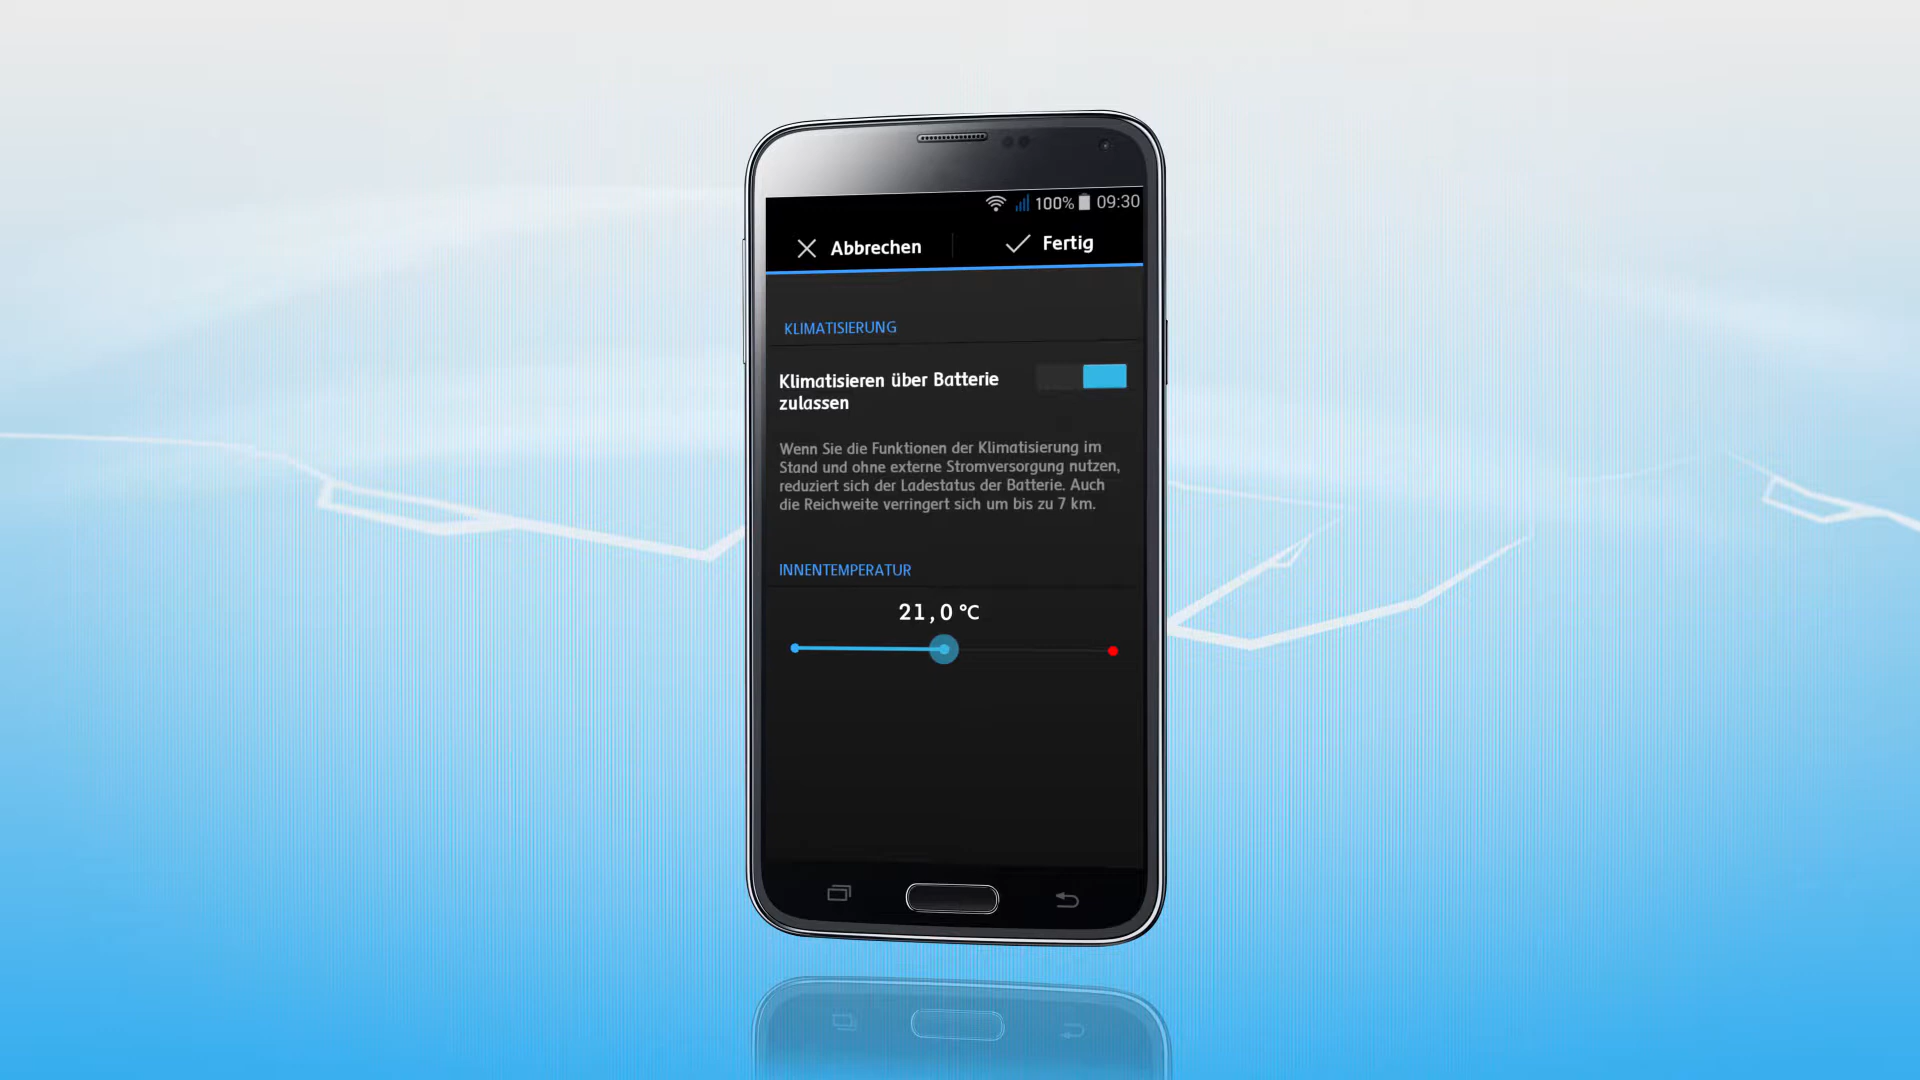 100% 09:30
Abbrechen Fertig
KLIMATISIERUNG
Klimatisieren über Batterie
zulassen
Wenn Sie die Funktionen der Klimatisierung im
Stand und ohne externe Stromversorgung nutzen,
reduziert sich der Ladestatus der Batterie. Auch
die Reichweite verringert sich um bis zu 7 km.
INNENTEMPERATUR
21,0 °C